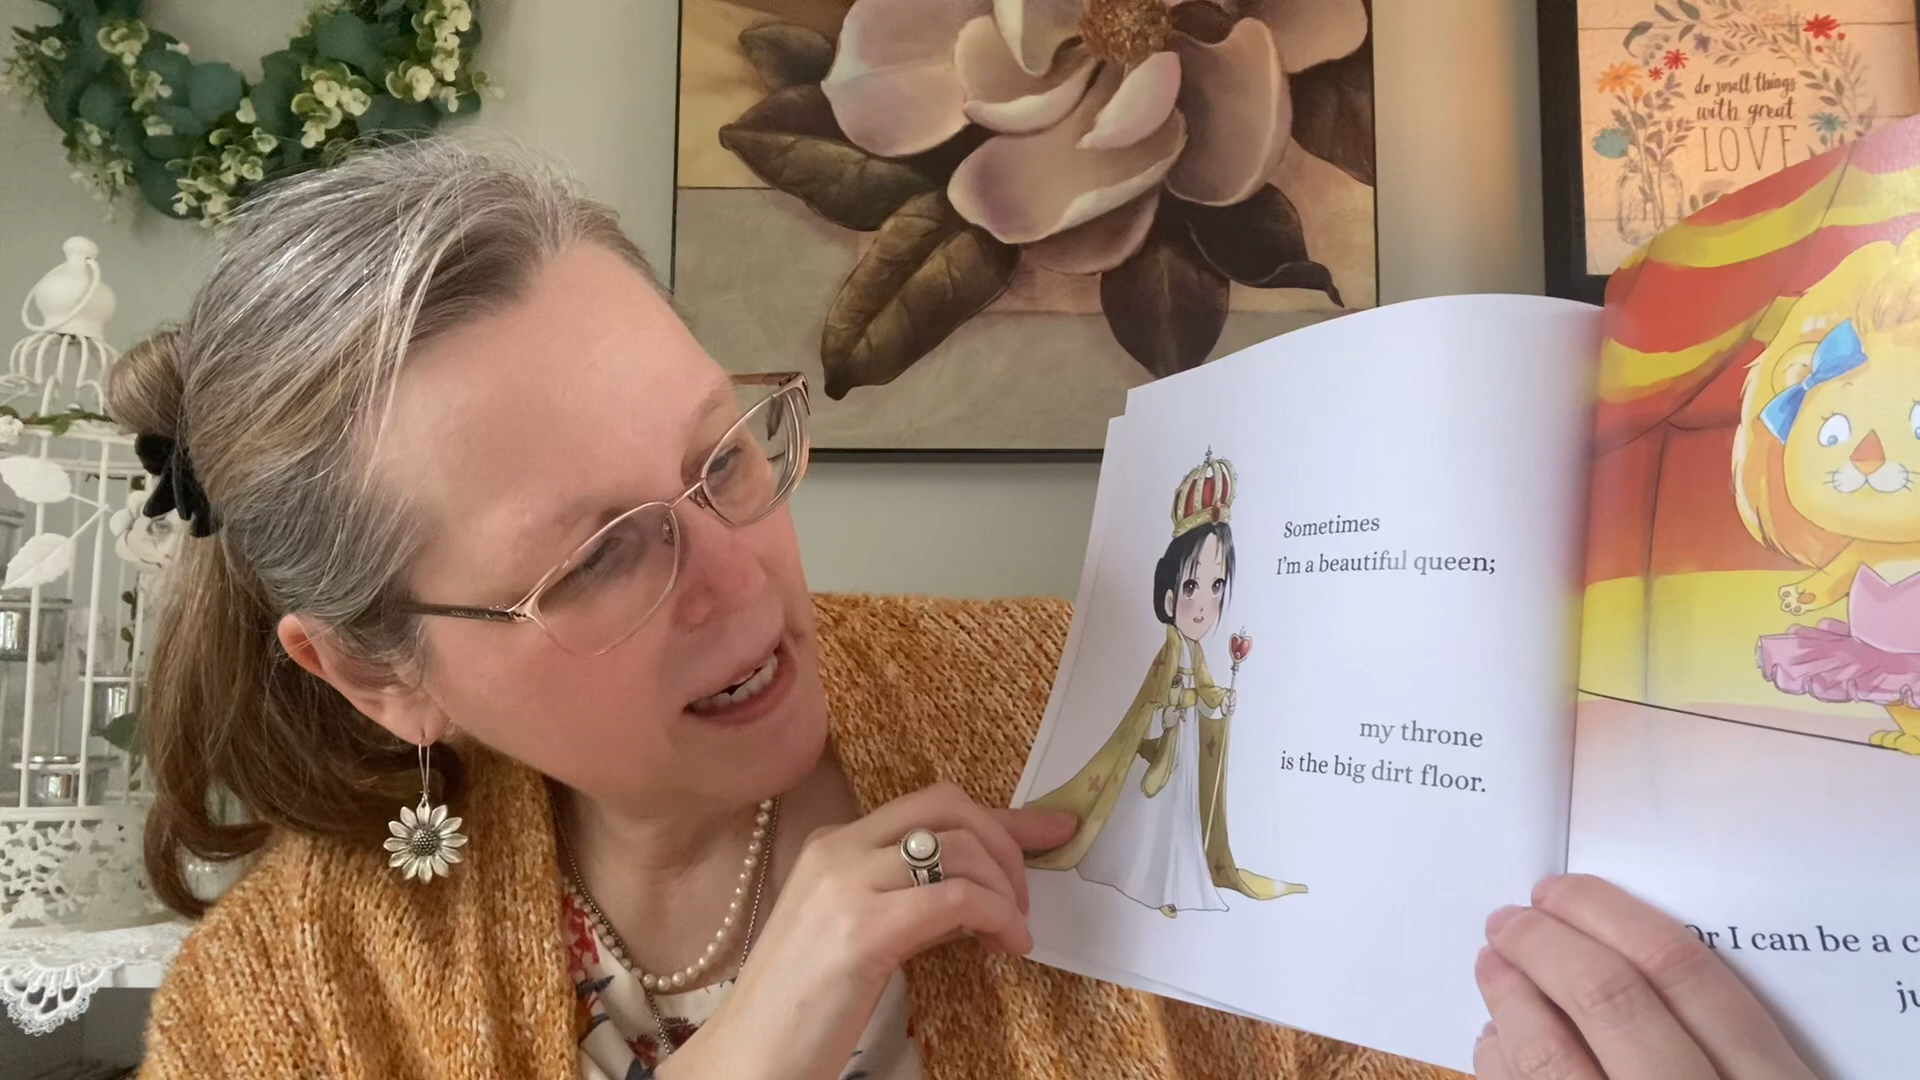 do small things
with great
LOVE
Sometimes
I'm a beautiful queen;
my throne
is the big dirt floor.
Or I can be a